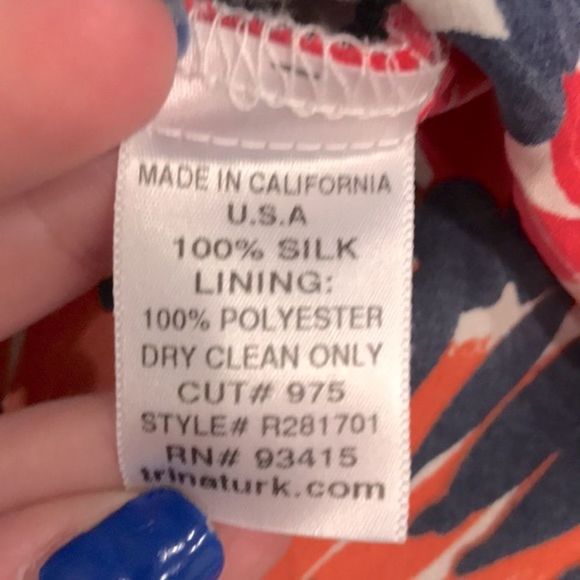 MADE IN CALIFORNIA
U.S.A
100% SILK
LINING:
100% POLYESTER
DRY CLEAN ONLY
CUT# 975
STYLE# R281701
RN# 93415
trinaturk.com